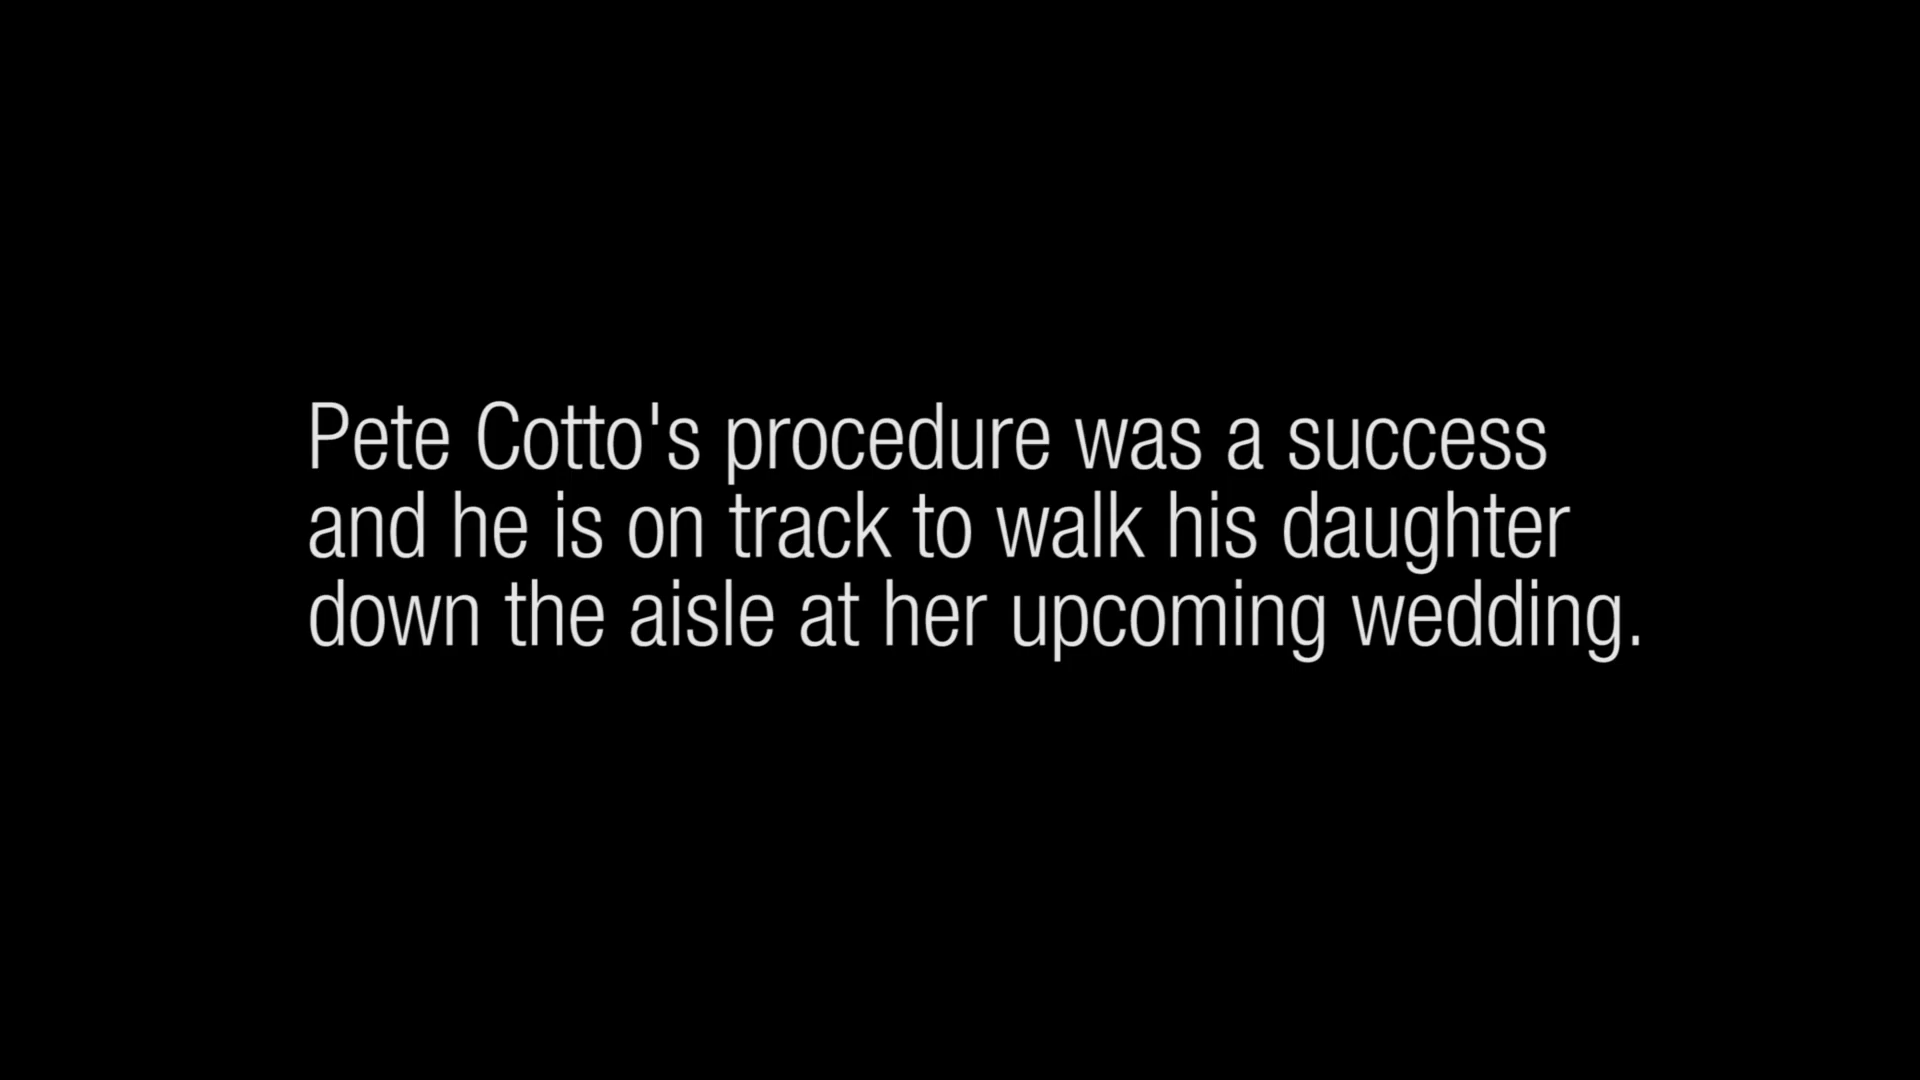 Pete Cotto's procedure was a success
and he is on track to walk his daughter
down the aisle at her upcoming wedding.